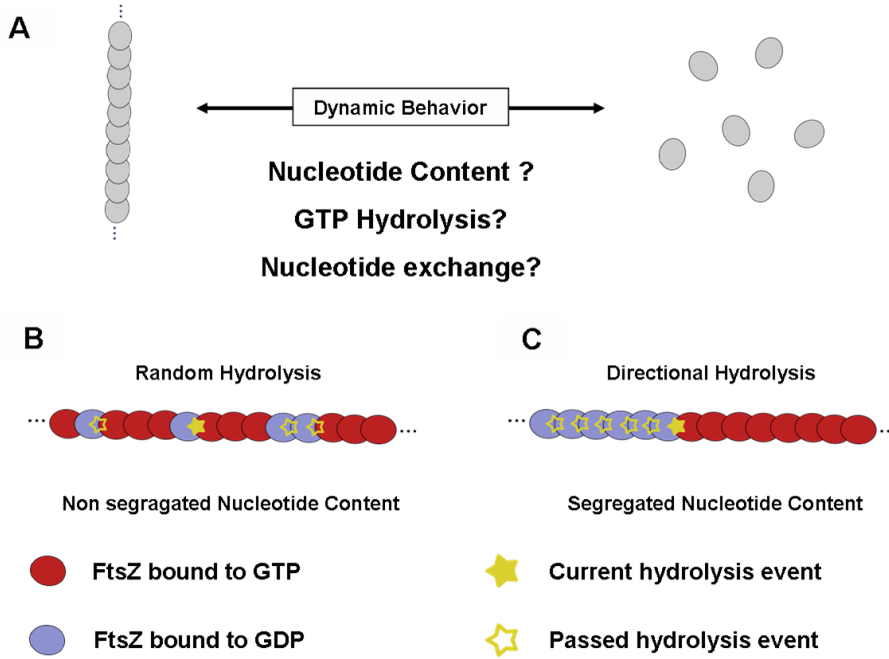 A
Dynamic Behavior
Nucleotide Content ?
GTP Hydrolysis?
Nucleotide exchange?
B
Random Hydrolysis
Non segragated Nucleotide Content
C
Directional Hydrolysis
Segregated Nucleotide Content
FtsZ bound to GTP
FtsZ bound to GDP
Current hydrolysis event
Passed hydrolysis event